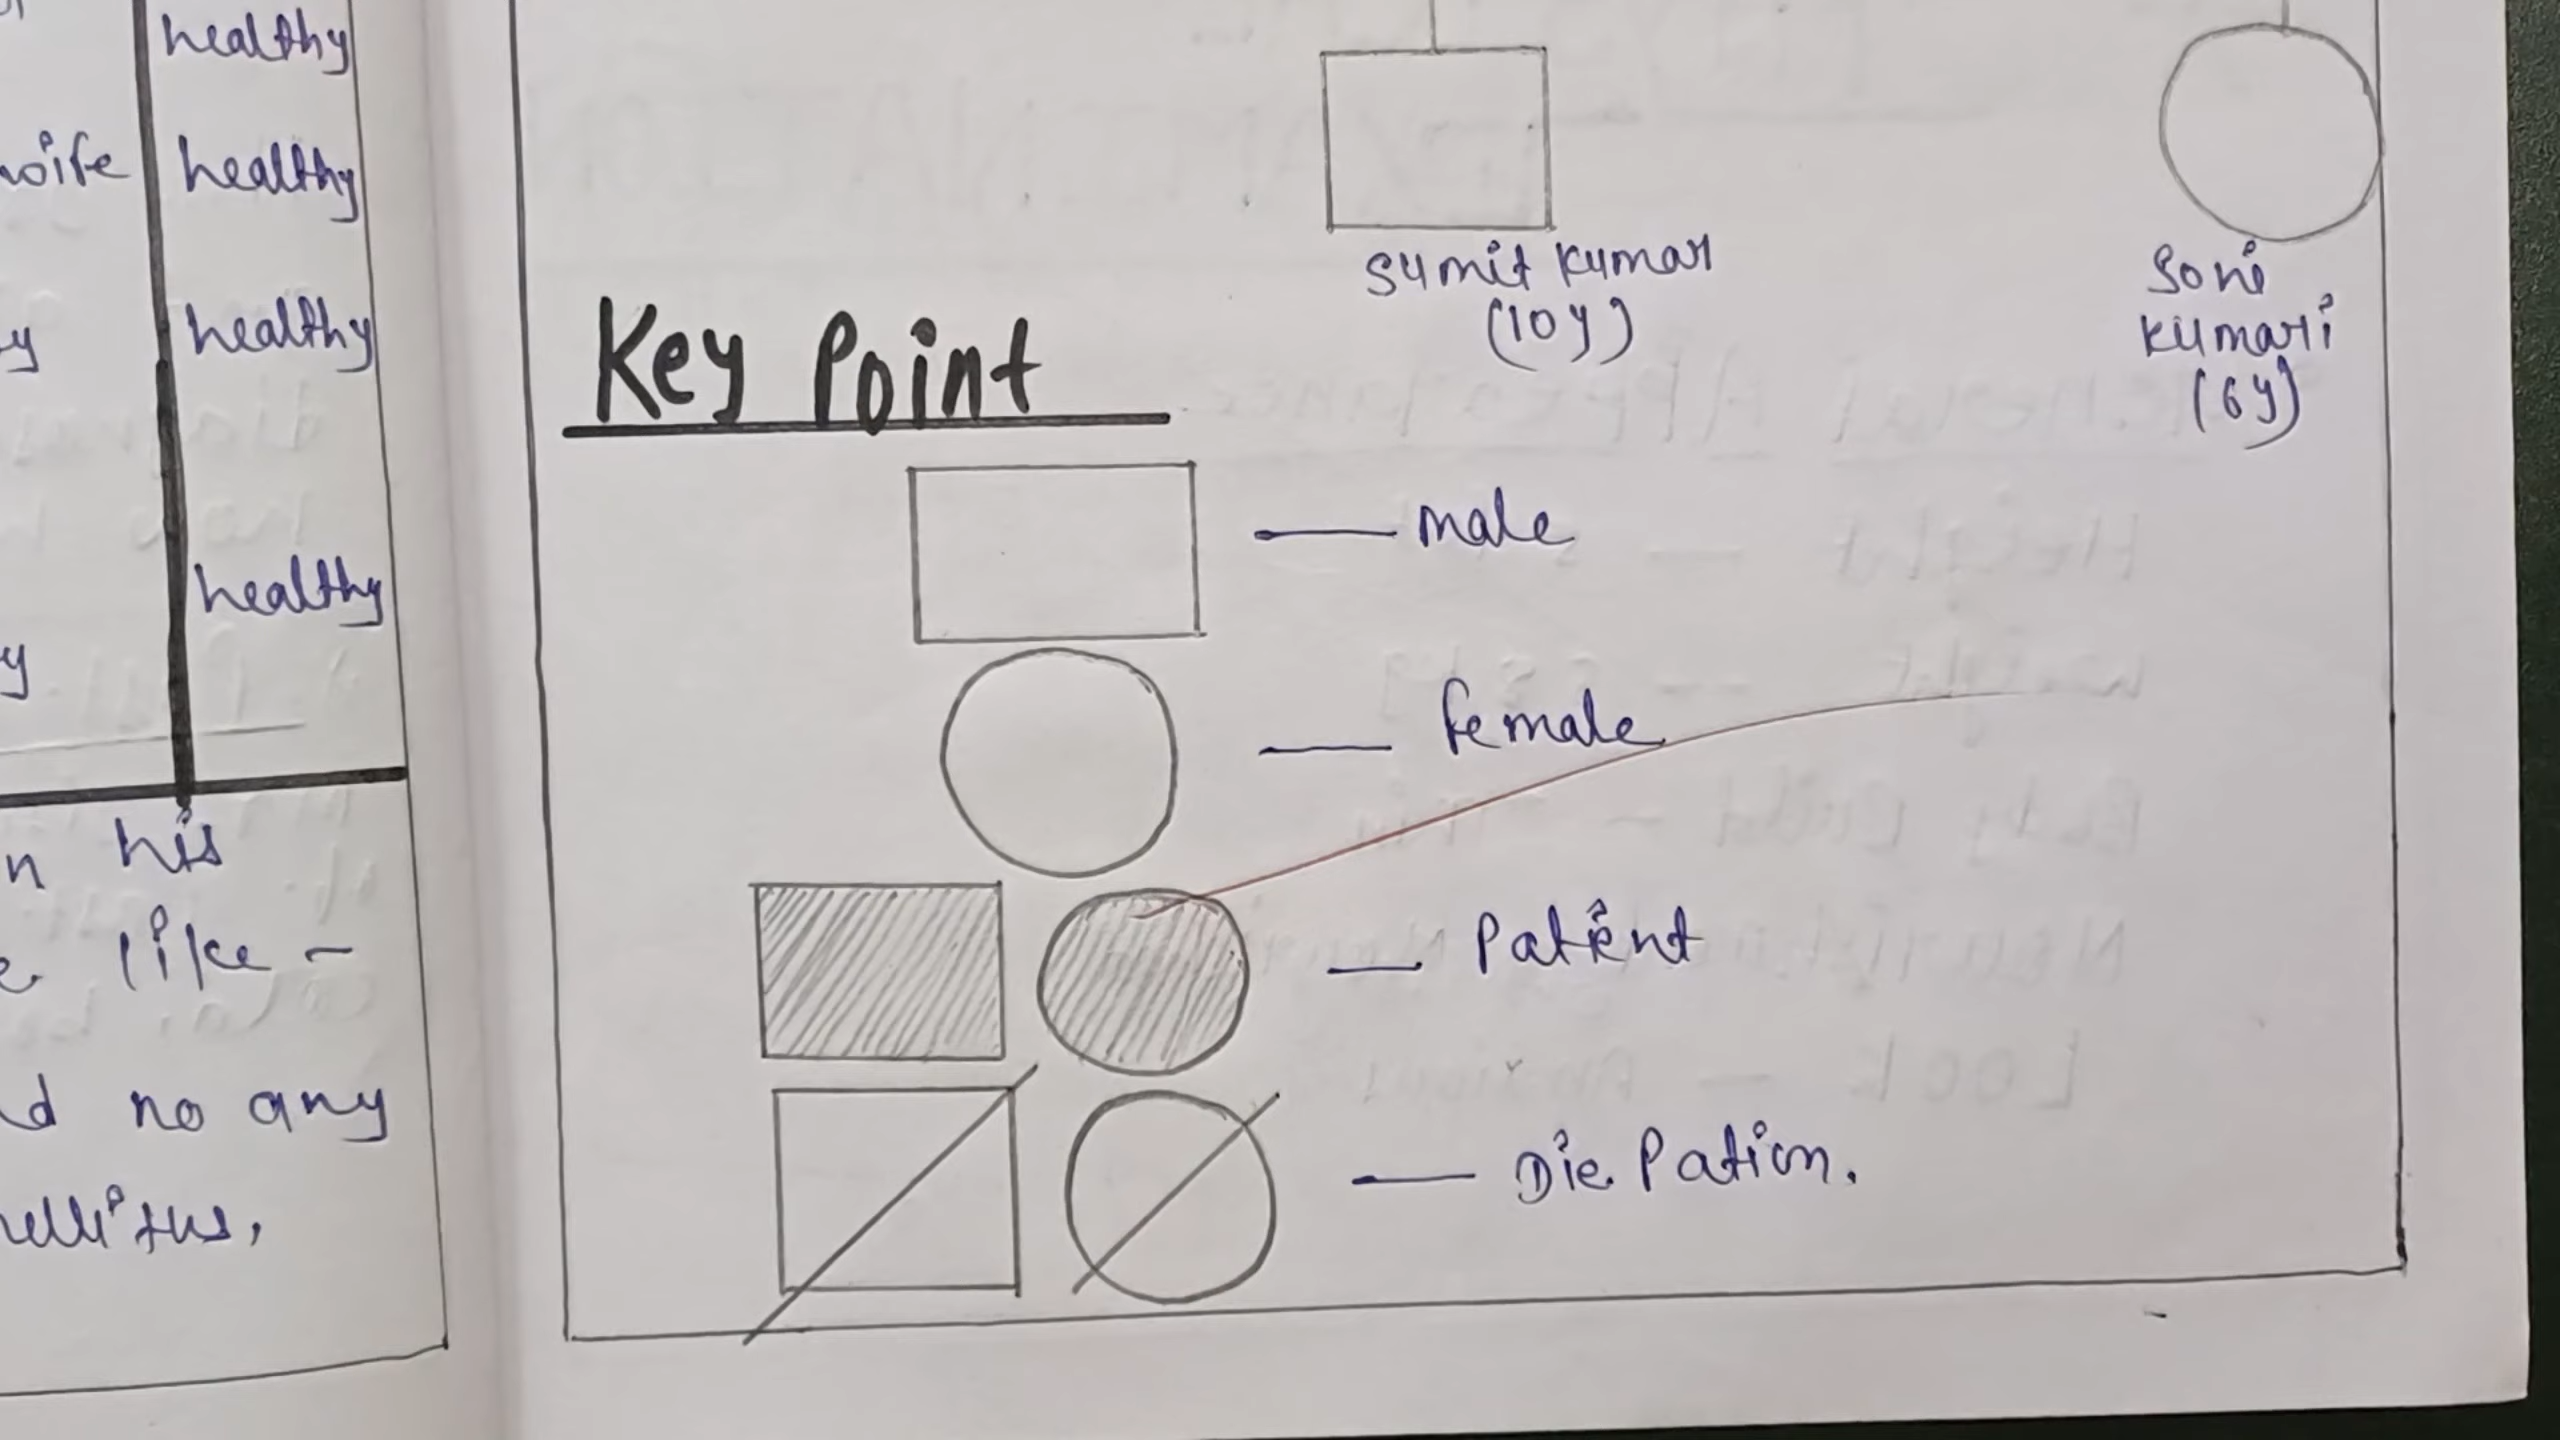 healthy
wife healthy
healthy
healthy
his
like -
no any
Sumit Kumar
(10y)
Soni
Kumari
(6y)
Key Point
— male
— female
— Patient
— Die Pation.